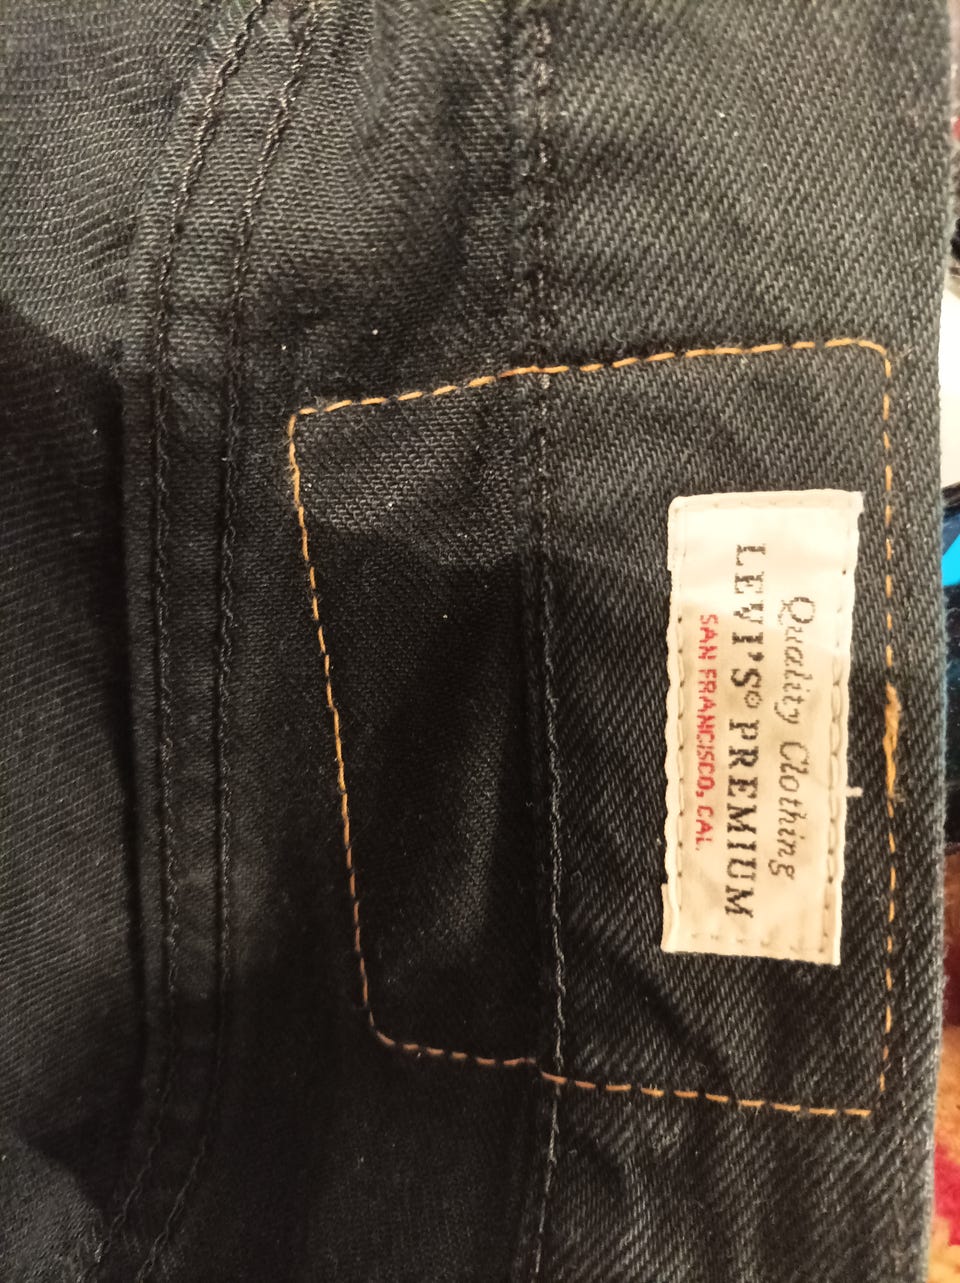 Quality Clothing
LEVI'S® PREMIUM
SAN FRANCISCO, CAL.